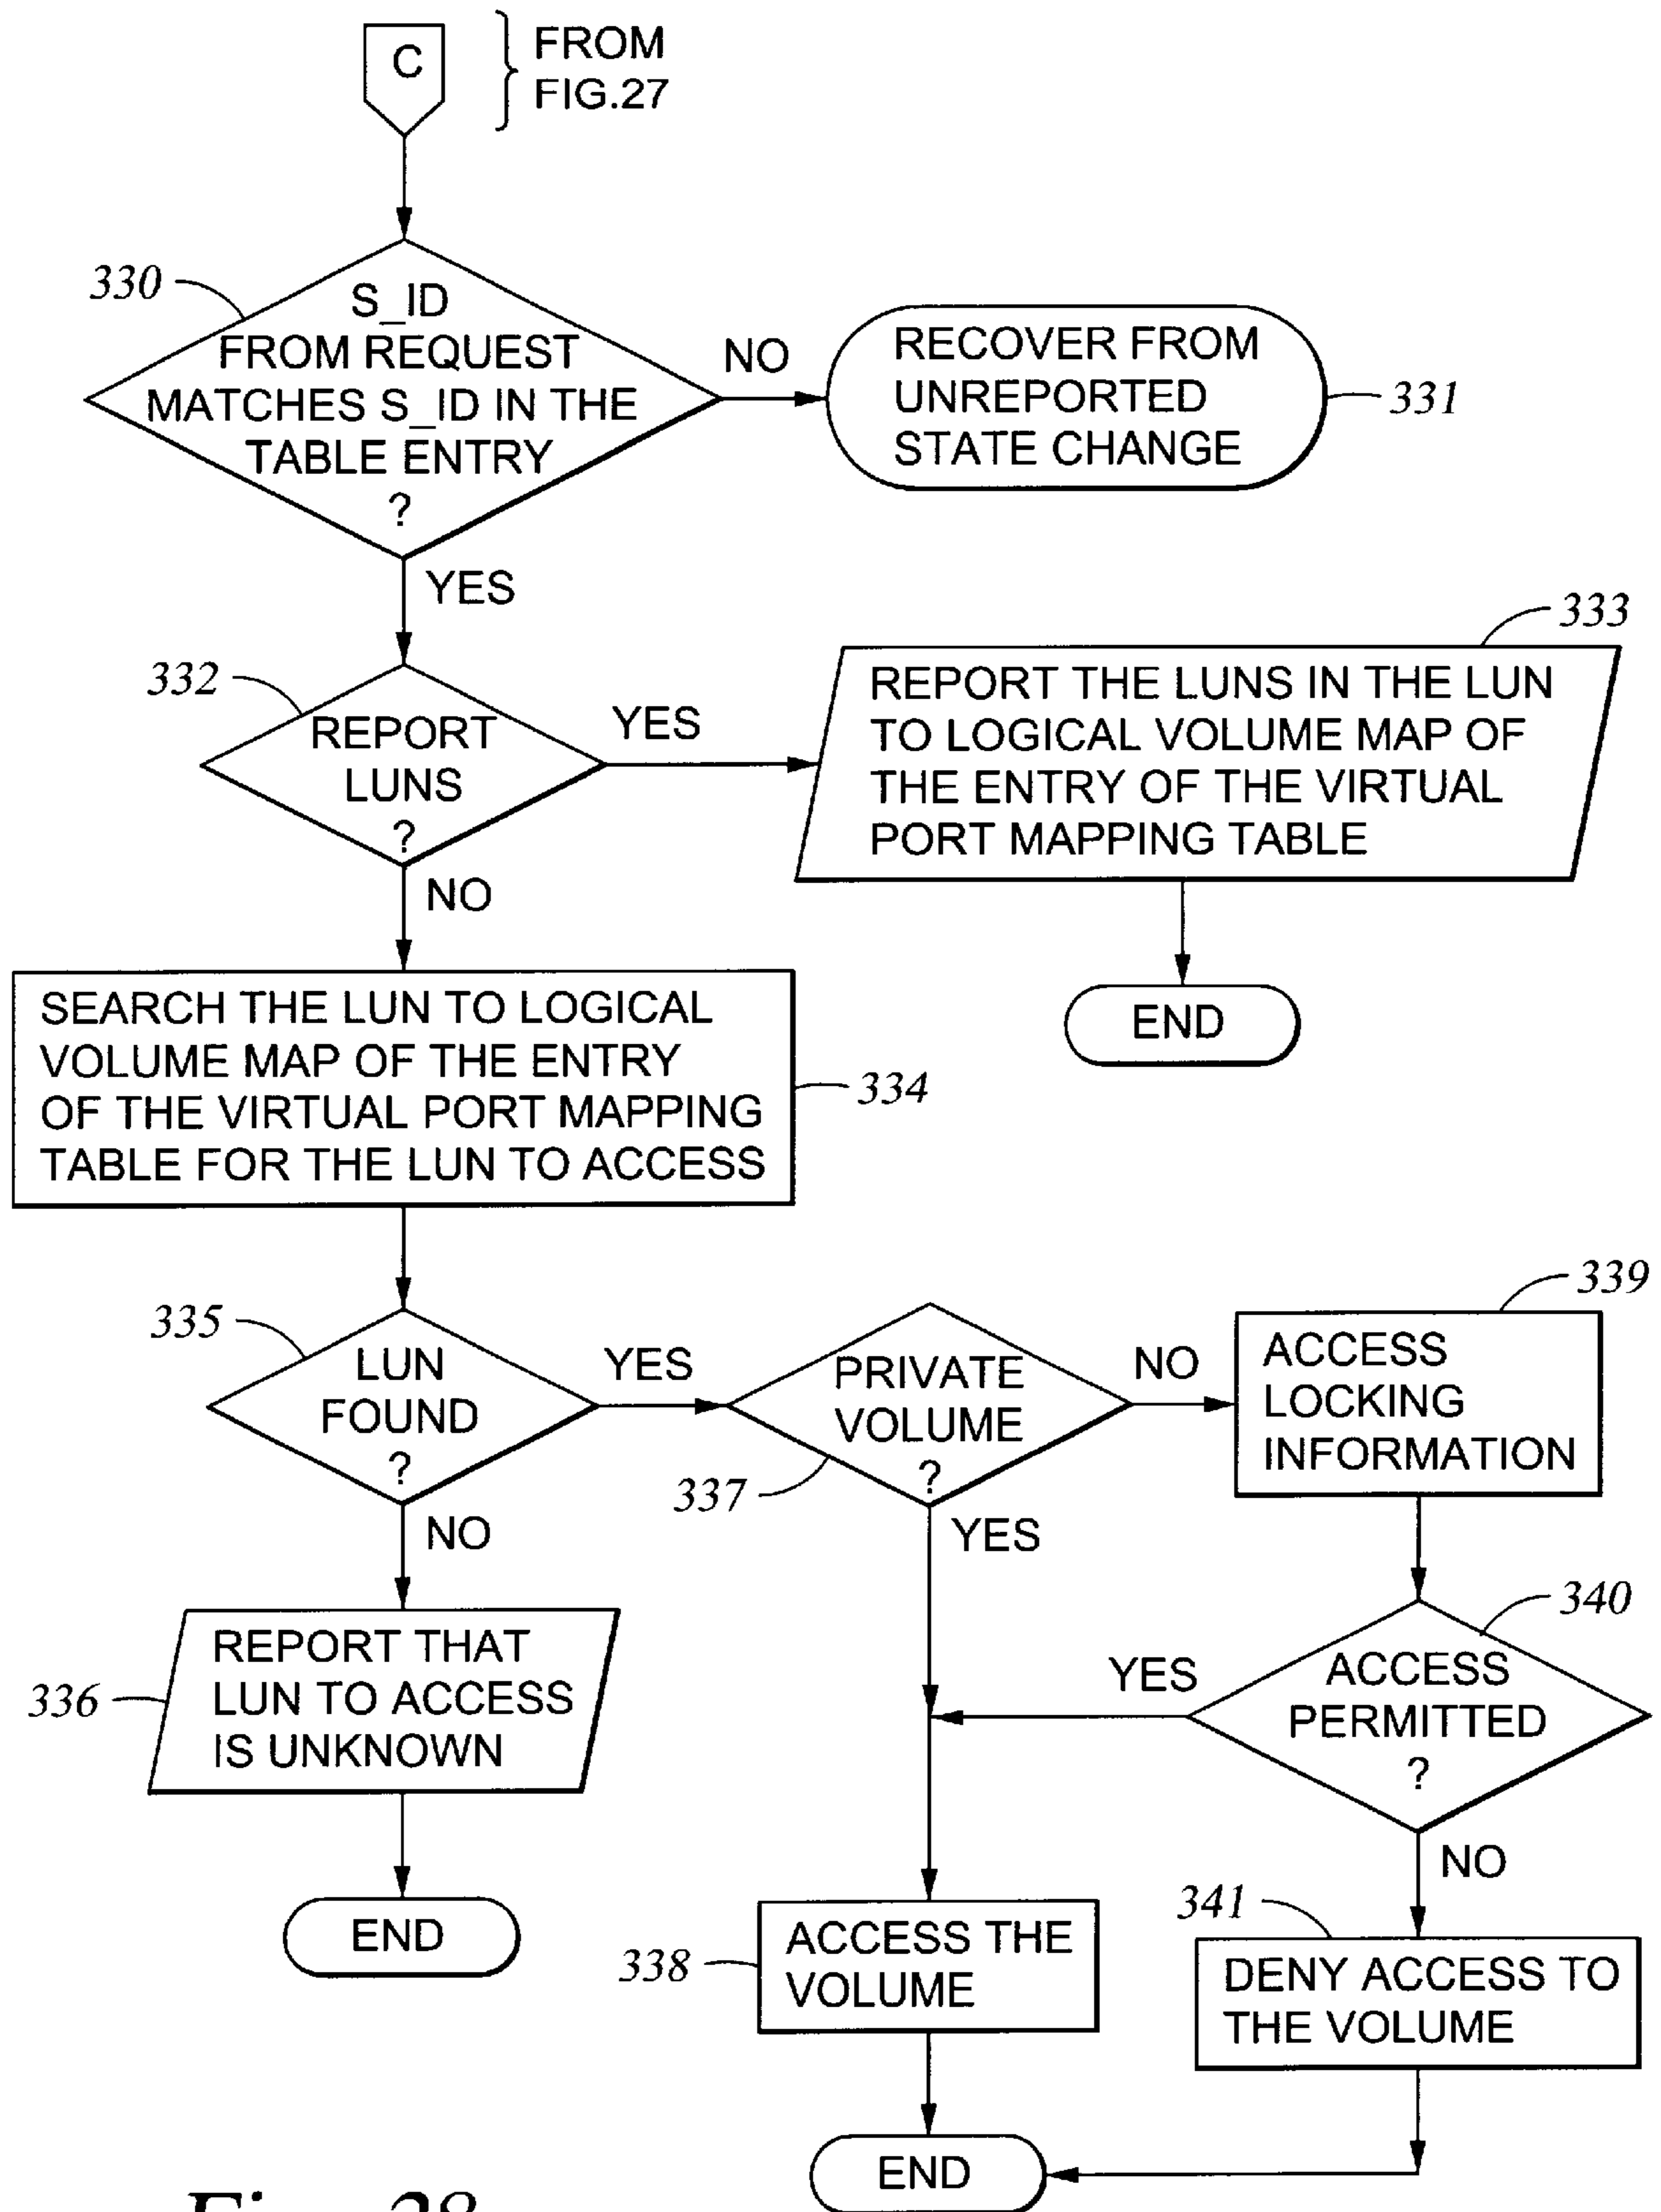 C
FROM
FIG.27
330
S_ID
FROM REQUEST
MATCHES S_ID IN THE
TABLE ENTRY
?
NO
RECOVER FROM
UNREPORTED
STATE CHANGE
331
YES
332
REPORT
LUNS
?
YES
333
REPORT THE LUNS IN THE LUN
TO LOGICAL VOLUME MAP OF
THE ENTRY OF THE VIRTUAL
PORT MAPPING TABLE
END
NO
SEARCH THE LUN TO LOGICAL
VOLUME MAP OF THE ENTRY
OF THE VIRTUAL PORT MAPPING
TABLE FOR THE LUN TO ACCESS
334
335
LUN
FOUND
?
YES
PRIVATE
VOLUME
?
337
NO
339
ACCESS
LOCKING
INFORMATION
NO
YES
336
REPORT THAT
LUN TO ACCESS
IS UNKNOWN
END
340
ACCESS
PERMITTED
?
YES
NO
338
ACCESS THE
VOLUME
341
DENY ACCESS TO
THE VOLUME
END
Fig. 28